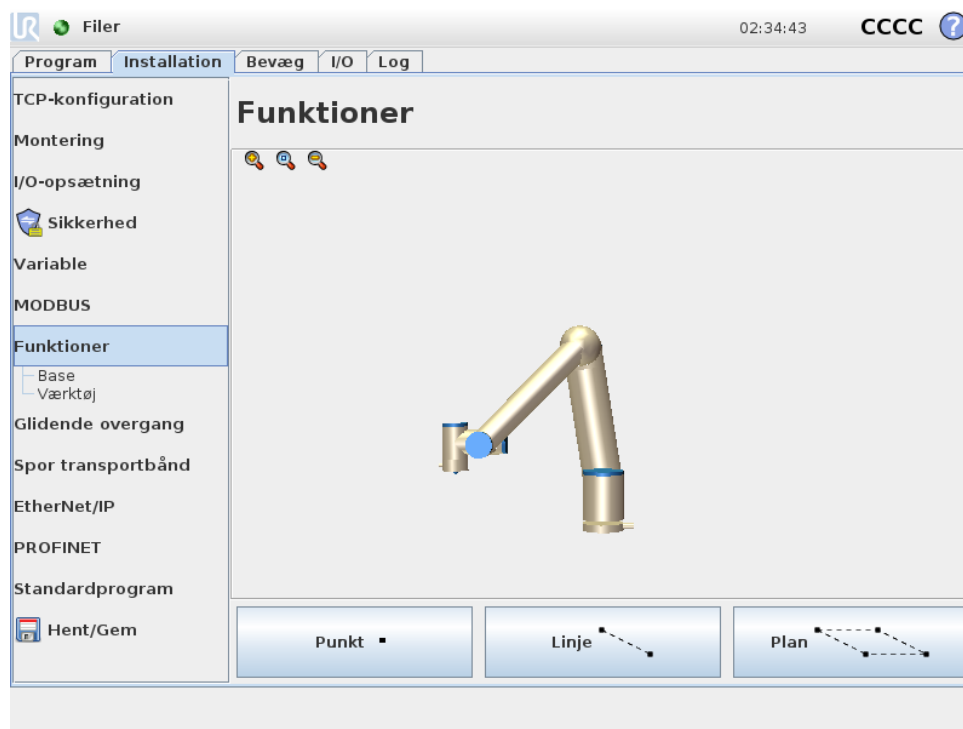 UR Filer 02:34:43 CCCC ?
Program Installation Bevæg I/O Log
TCP-konfiguration
Montering
I/O-opsætning
Sikkerhed
Variable
MODBUS
Funktioner
Base
Værktøj
Glidende overgang
Spor transportbånd
EtherNet/IP
PROFINET
Standardprogram
Hent/Gem
Funktioner
Punkt Linje Plan